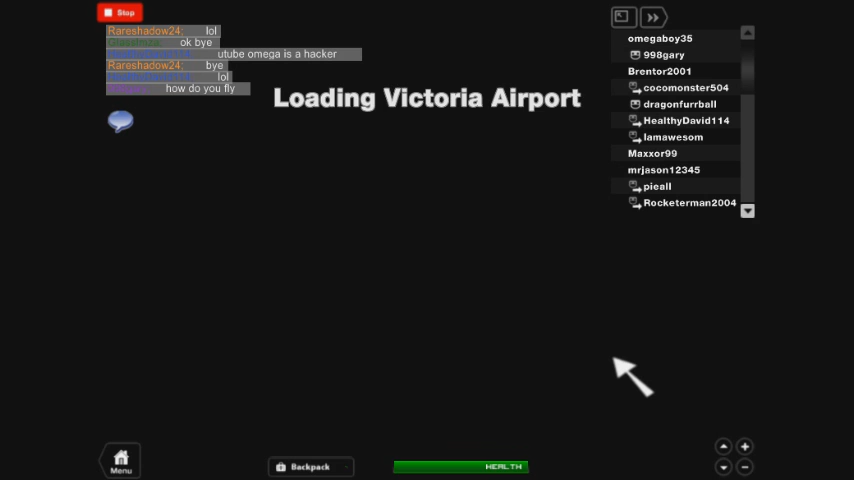 Stop
Rareshadow24: lol
ok bye
utube omega is a hacker
Rareshadow24: bye
lol
how do you fly
Loading Victoria Airport
omegaboy35
998gary
Brentor2001
cocomonster504
dragonfurrball
HealthyDavid114
Iamawesom
Maxxor99
mrjason12345
pieall
Rocketerman2004
Menu
Backpack
HEALTH